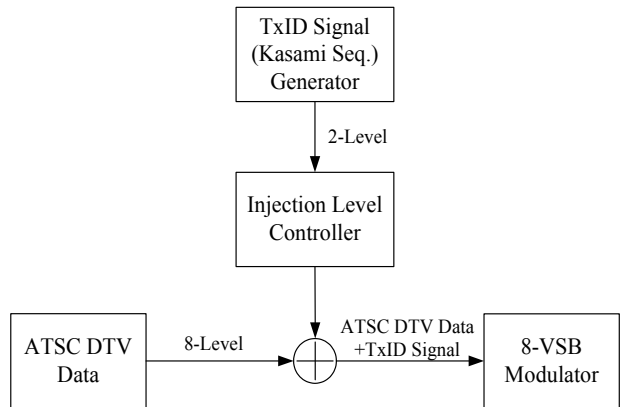 TxID Signal
(Kasami Seq.)
Generator
2-Level
Injection Level
Controller
ATSC DTV
Data
8-Level
ATSC DTV Data
+TxID Signal
8-VSB
Modulator